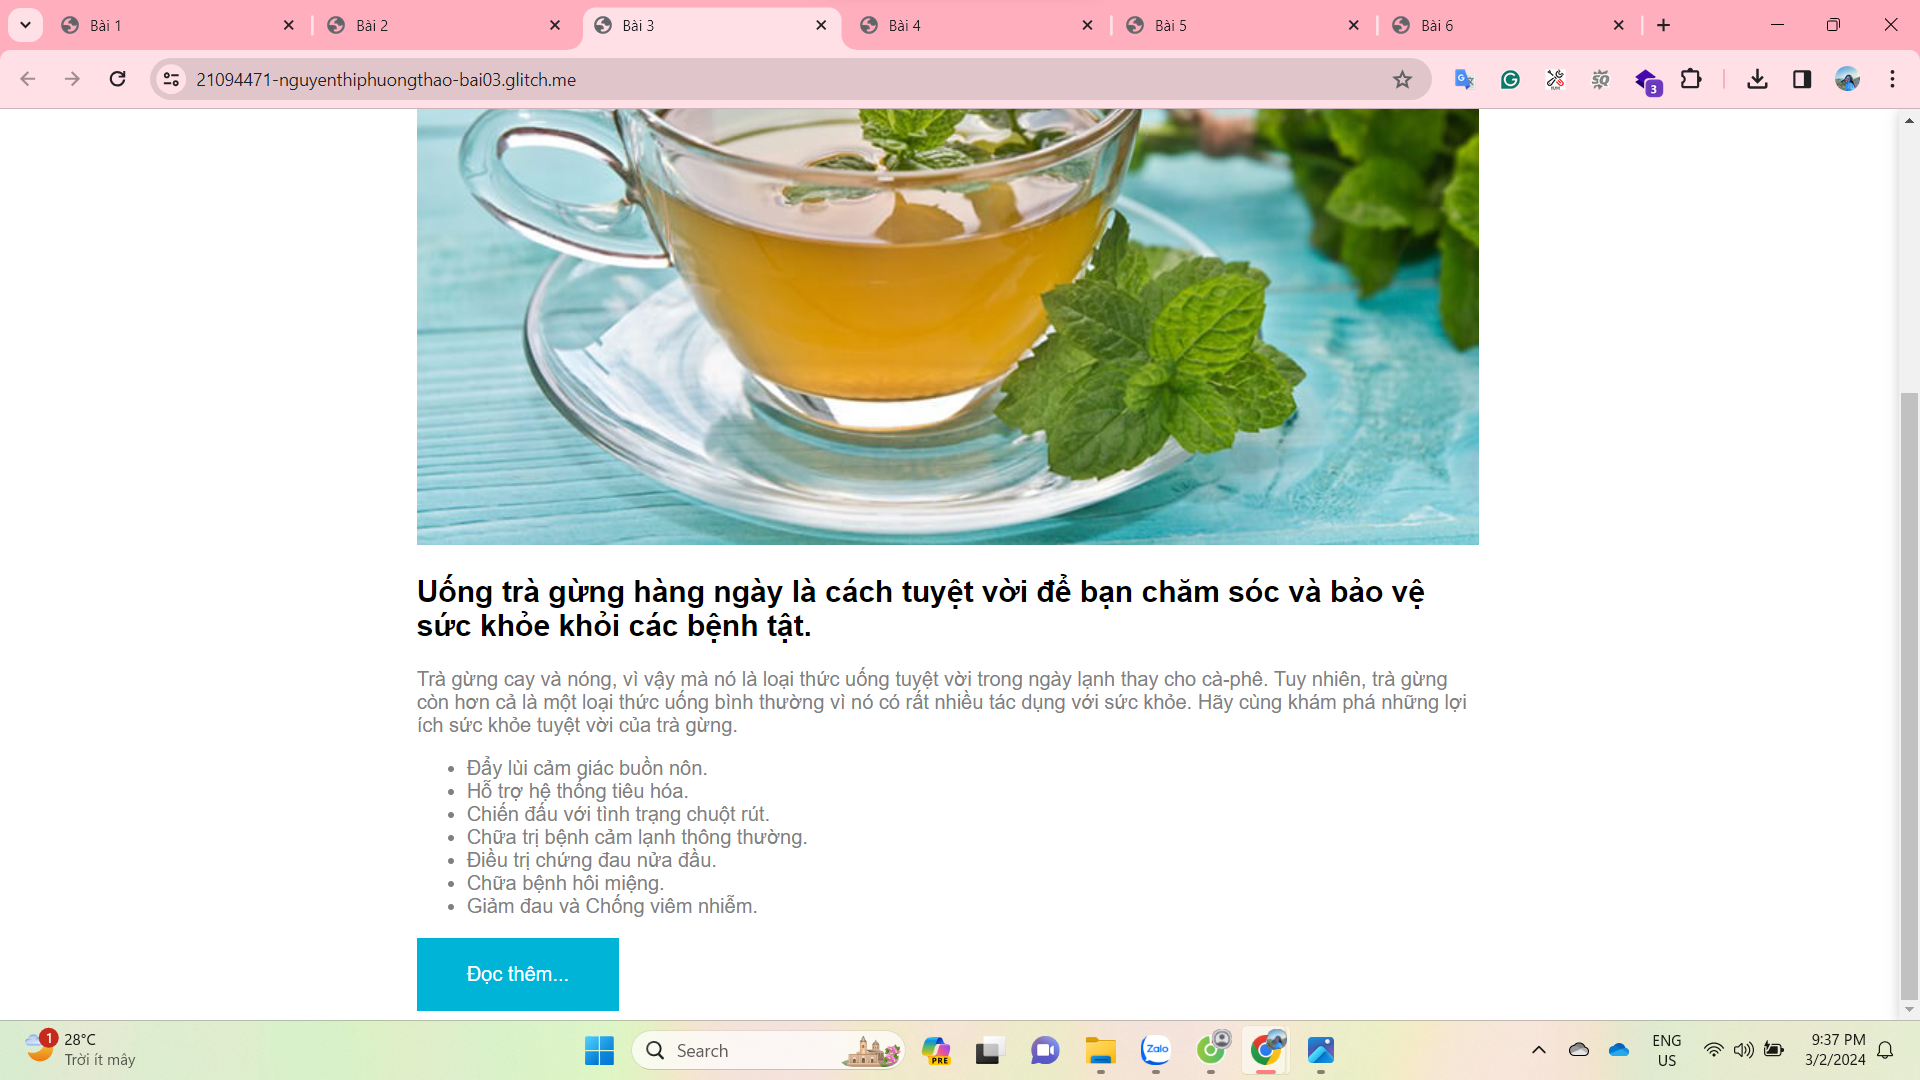 Bài 1
Bài 2
Bài 3
Bài 4
Bài 5
Bài 6
21094471-nguyenthiphuongthao-bai03.glitch.me
3
Uống trà gừng hàng ngày là cách tuyệt vời để bạn chăm sóc và bảo vệ
sức khỏe khỏi các bệnh tật.
Trà gừng cay và nóng, vì vậy mà nó là loại thức uống tuyệt vời trong ngày lạnh thay cho cà-phê. Tuy nhiên, trà gừng
còn hơn cả là một loại thức uống bình thường vì nó có rất nhiều tác dụng với sức khỏe. Hãy cùng khám phá những lợi
ích sức khỏe tuyệt vời của trà gừng.
Đẩy lùi cảm giác buồn nôn.
Hỗ trợ hệ thống tiêu hóa.
Chiến đấu với tình trạng chuột rút.
Chữa trị bệnh cảm lạnh thông thường.
Điều trị chứng đau nửa đầu.
Chữa bệnh hôi miệng.
Giảm đau và Chống viêm nhiễm.
Đọc thêm...
1
28°C
Trời ít mây
Search
PRE
Zalo
ENG
US
9:37 PM
3/2/2024